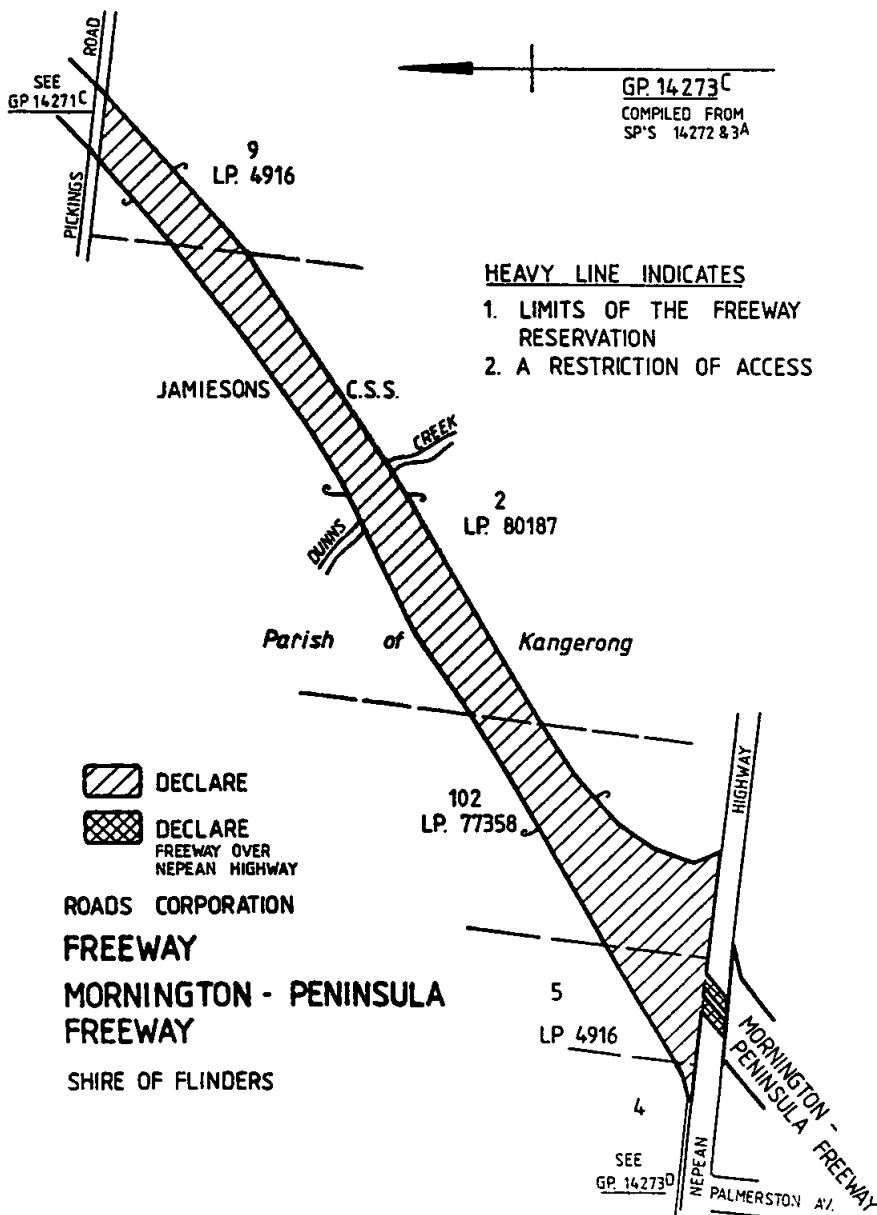 ROAD
SEE
GP 14271C
PICKINGS
GP. 14273C
COMPILED FROM
SP'S 14272 & 3A
9
LP. 4916
HEAVY LINE INDICATES
1. LIMITS OF THE FREEWAY
RESERVATION
2. A RESTRICTION OF ACCESS
JAMIESONS C.S.S.
CREEK
DUNNS
2
LP. 80187
Parish of Kangerong
HIGHWAY
102
LP. 77358
DECLARE
DECLARE
FREEWAY OVER
NEPEAN HIGHWAY
ROADS CORPORATION
FREEWAY
MORNINGTON - PENINSULA
FREEWAY
SHIRE OF FLINDERS
5
LP 4916
4
MORNINGTON -
PENINSULA FREEWAY
SEE
GP. 14273D
NEPEAN
PALMERSTON AV.